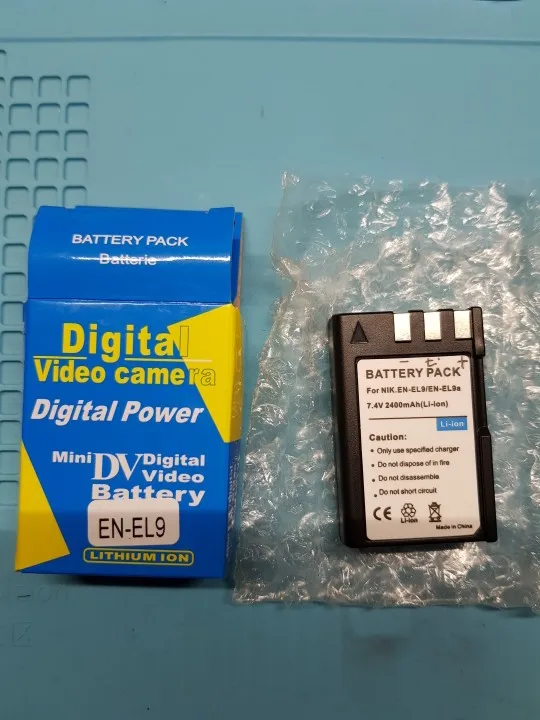 BATTERY PACK
Batterie
Digital
Video camera
Digital Power
Mini DV Digital
Video
Battery
EN-EL9
LITHIUM ION
− t: +
BATTERY PACK
For NIK.EN-EL9/EN-EL9a
7.4V 2400mAh(Li-Ion)
Li-ion
Caution:
• Only use specified charger
• Do not dispose of in fire
• Do not disassemble
• Do not short circuit
CE
Li-ion
Made in China